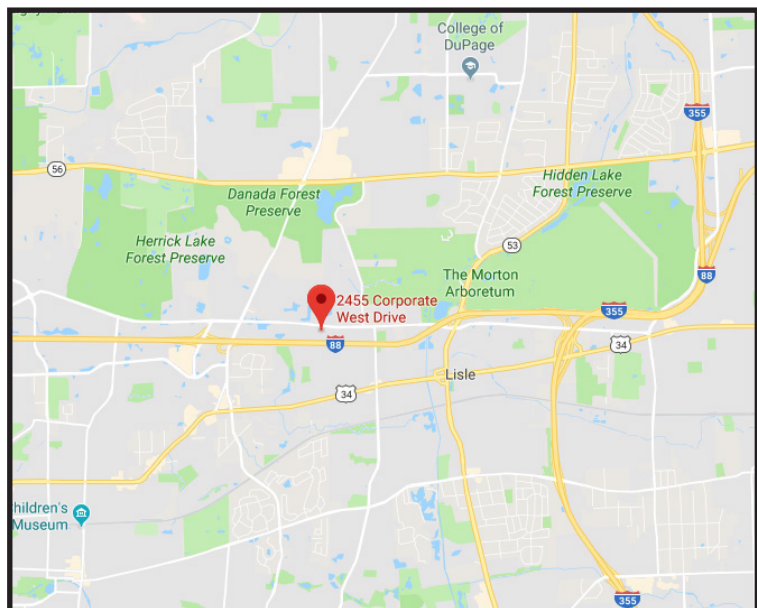 College of
DuPage
355
56
Hidden Lake
Forest Preserve
Danada Forest
Preserve
Herrick Lake
Forest Preserve
53
The Morton
Arboretum
88
2455 Corporate
West Drive
355
88
34
Lisle
34
hildren's
Museum
355